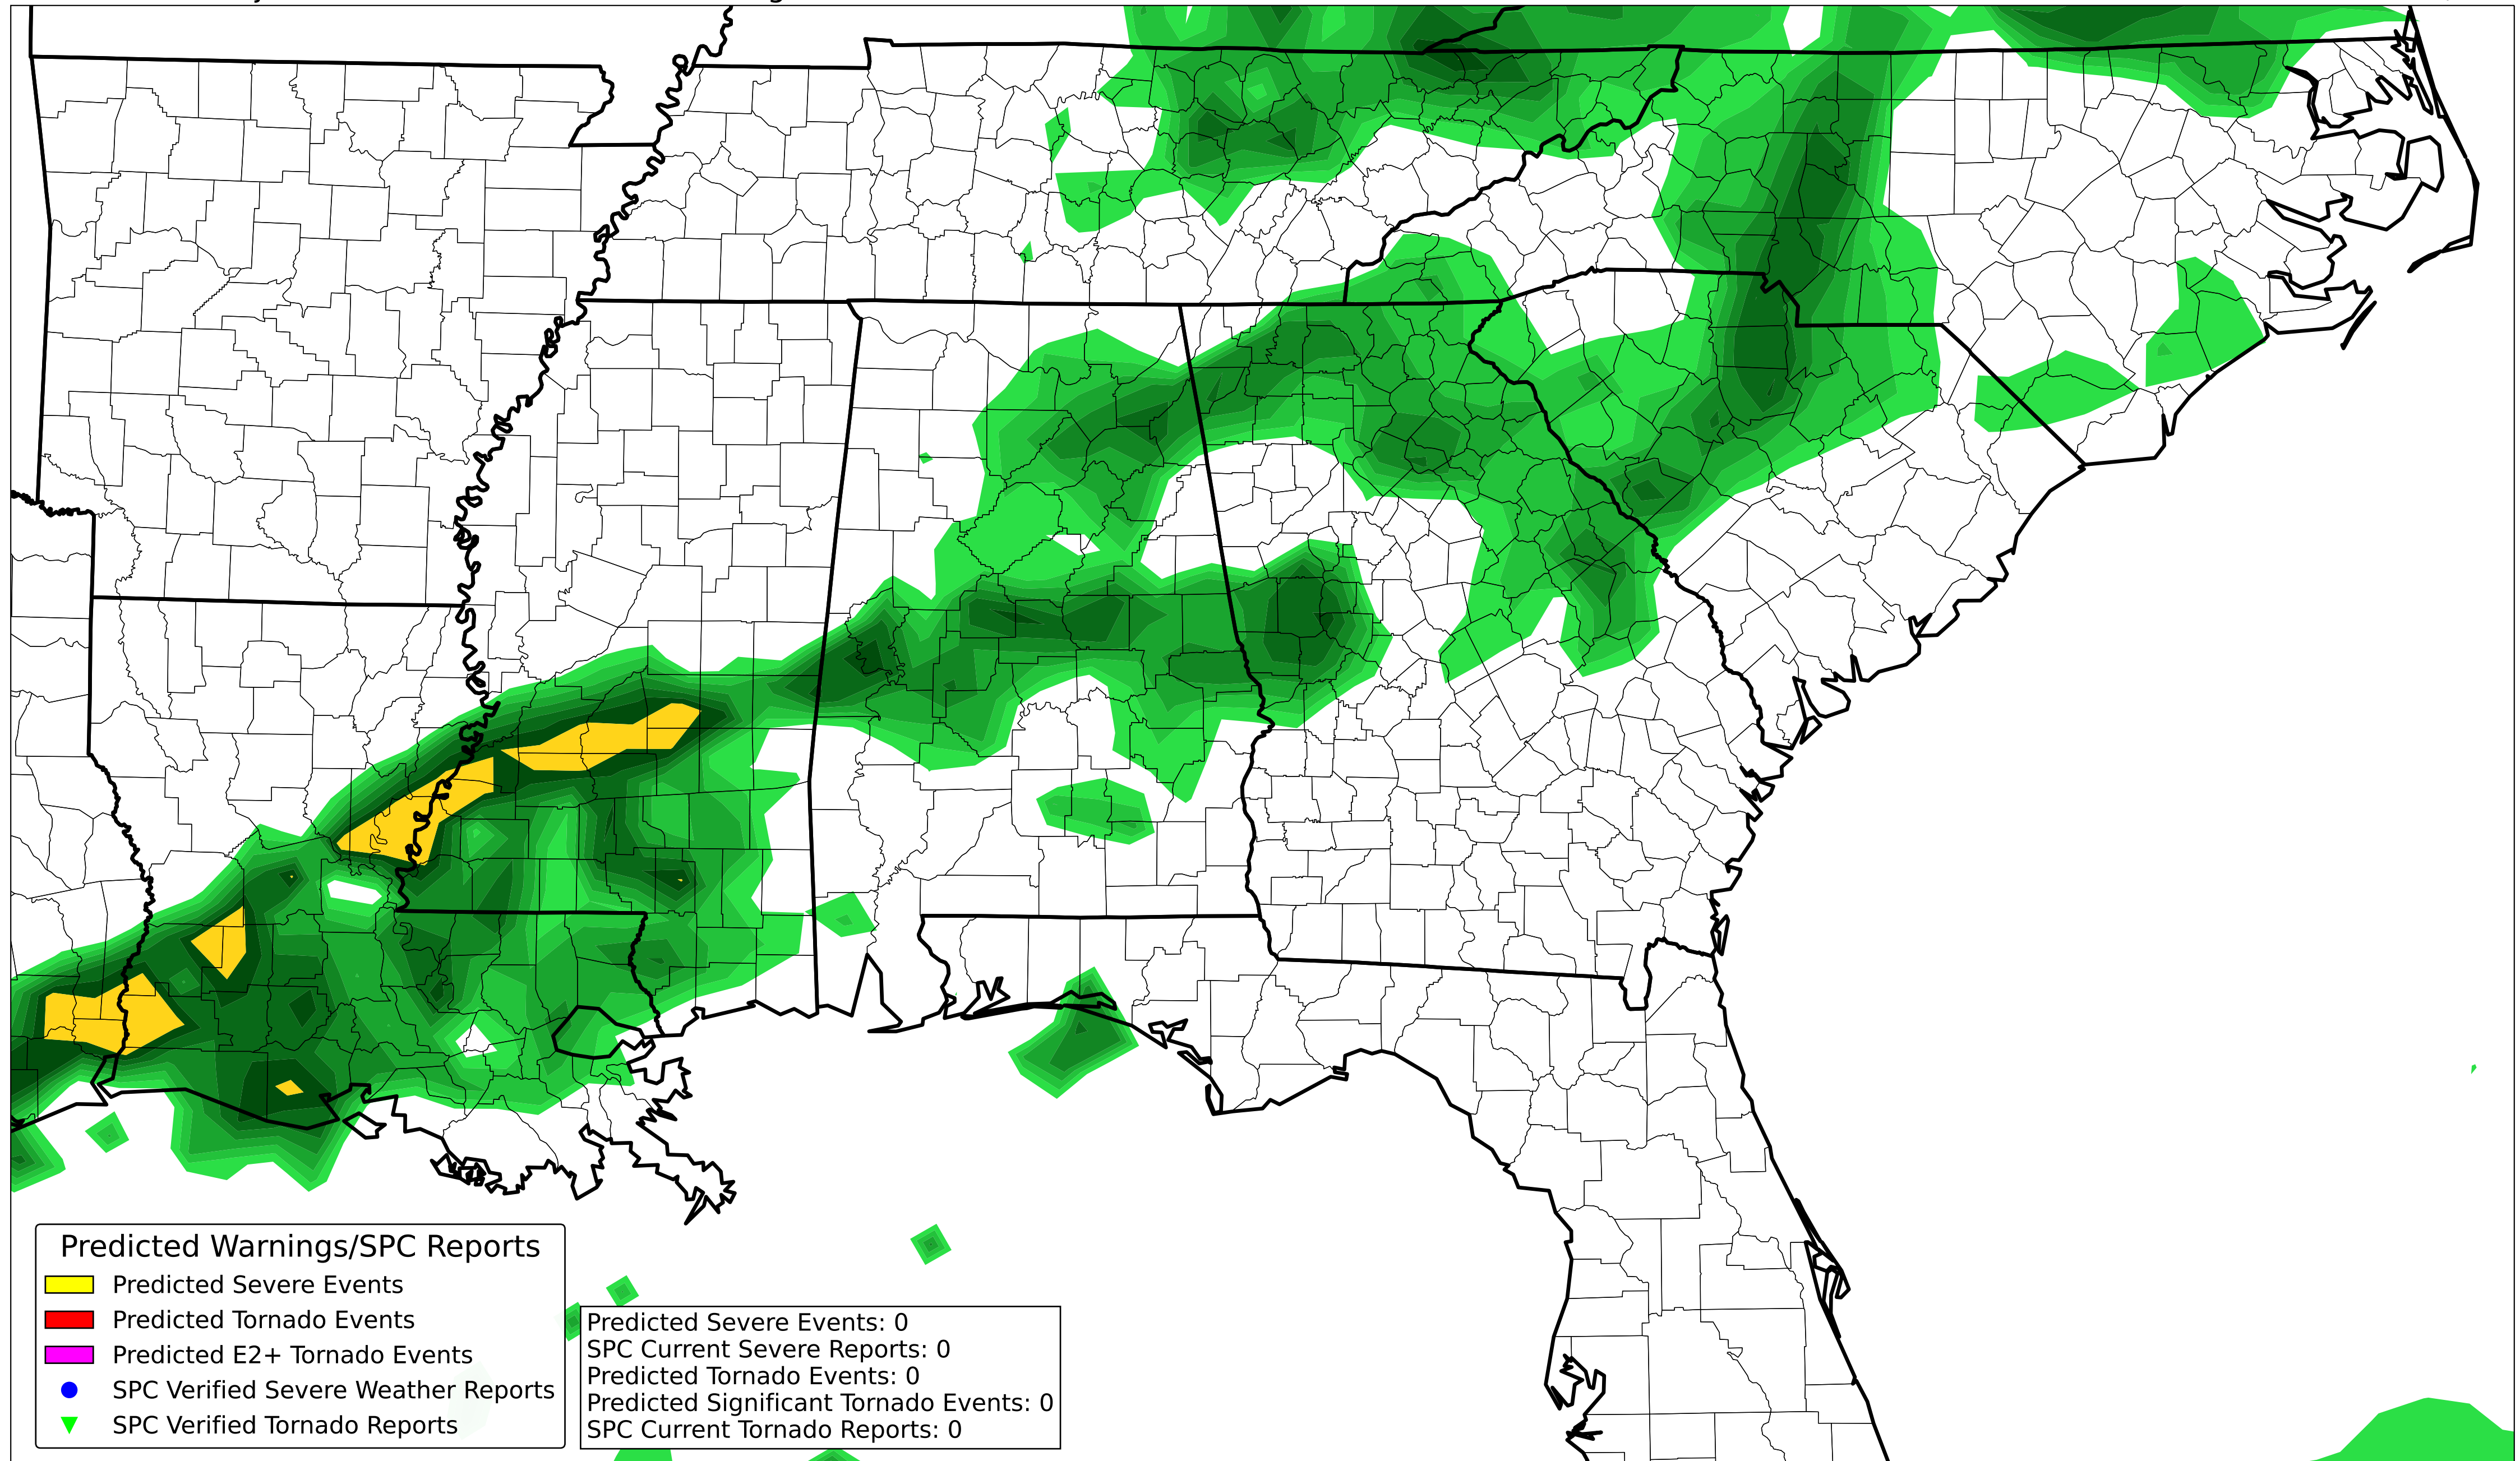 Predicted Warnings/SPC Reports
Predicted Severe Events
Predicted Tornado Events
Predicted E2+ Tornado Events
SPC Verified Severe Weather Reports
SPC Verified Tornado Reports
Predicted Severe Events: 0
SPC Current Severe Reports: 0
Predicted Tornado Events: 0
Predicted Significant Tornado Events: 0
SPC Current Tornado Reports: 0